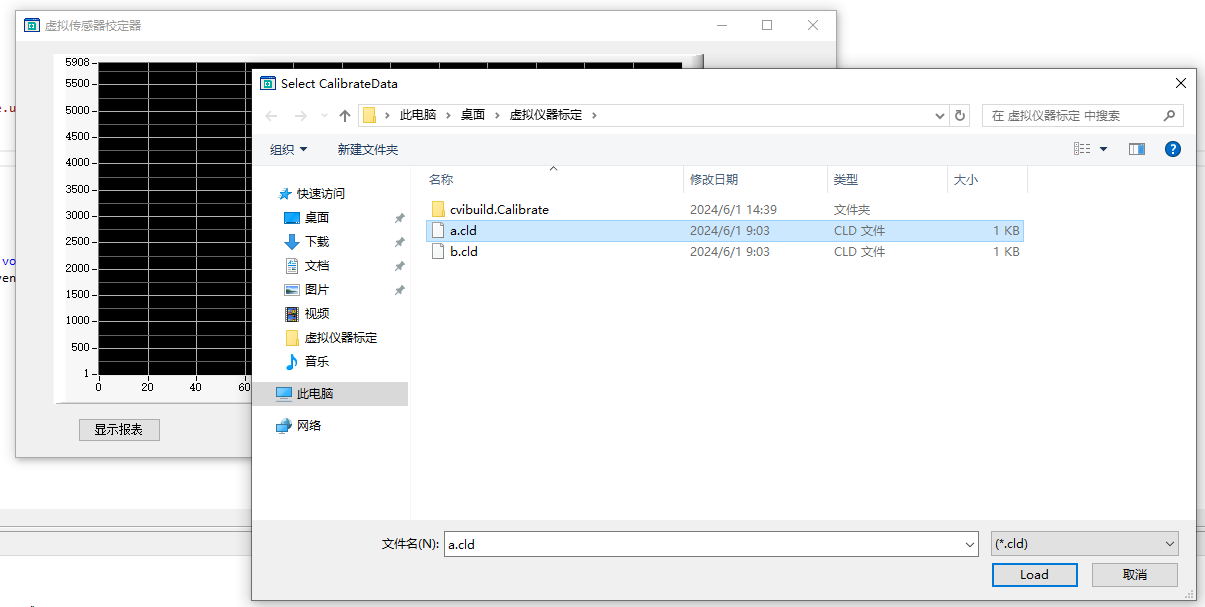 虚拟传感器校定器
5908
5500
5000
4500
4000
3500
3000
2500
2000
1500
1000
500
1
0 20 40 60
显示报表
e.u
vo
ven
Select CalibrateData
此电脑 › 桌面 › 虚拟仪器标定 ›
在 虚拟仪器标定 中搜索
组织 新建文件夹
快速访问
桌面
下载
文档
图片
视频
虚拟仪器标定
音乐
此电脑
网络
名称 修改日期 类型 大小
cvibuild.Calibrate 2024/6/1 14:39 文件夹
a.cld 2024/6/1 9:03 CLD 文件 1 KB
b.cld 2024/6/1 9:03 CLD 文件 1 KB
文件名(N): a.cld (*.cld)
Load 取消